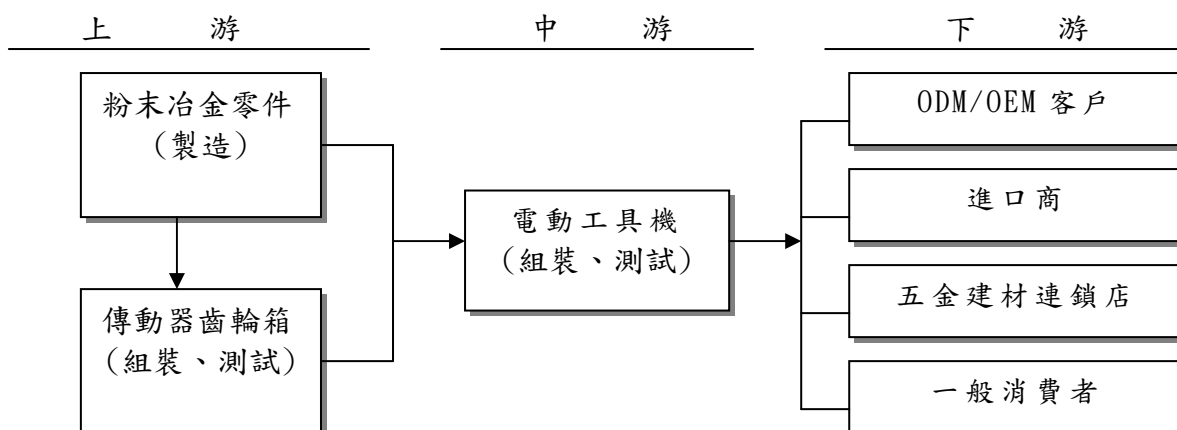 上游
中游
下游
粉末冶金零件
(製造)
傳動器齒輪箱
(組裝、測試)
電動工具機
(組裝、測試)
ODM/OEM 客戶
進口商
五金建材連鎖店
一般消費者